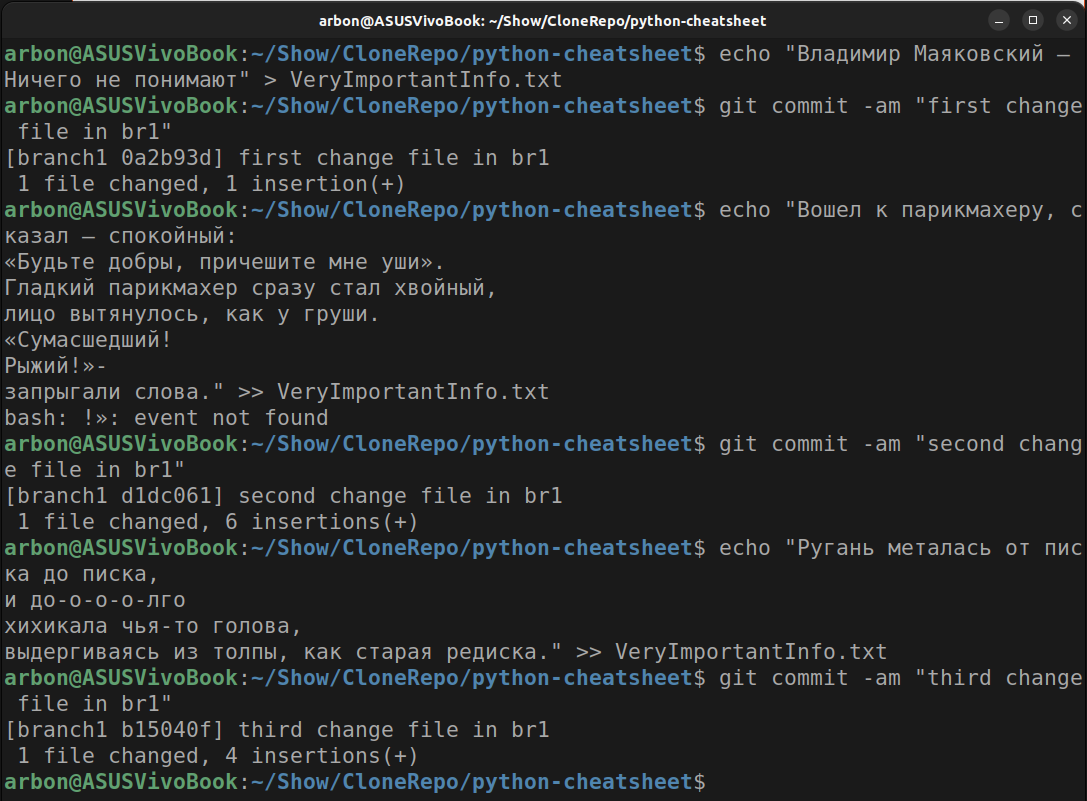 arbon@ASUSVivoBook: ~/Show/CloneRepo/python-cheatsheet
arbon@ASUSVivoBook:~/Show/CloneRepo/python-cheatsheet$ echo "Владимир Маяковский —
Ничего не понимают" > VeryImportantInfo.txt
arbon@ASUSVivoBook:~/Show/CloneRepo/python-cheatsheet$ git commit -am "first change
 file in br1"
[branch1 0a2b93d] first change file in br1
 1 file changed, 1 insertion(+)
arbon@ASUSVivoBook:~/Show/CloneRepo/python-cheatsheet$ echo "Вошел к парикмахеру, с
казал — спокойный:
«Будьте добры, причешите мне уши».
Гладкий парикмахер сразу стал хвойный,
лицо вытянулось, как у груши.
«Сумасшедший!
Рыжий!»-
запрыгали слова." >> VeryImportantInfo.txt
bash: !»: event not found
arbon@ASUSVivoBook:~/Show/CloneRepo/python-cheatsheet$ git commit -am "second chang
e file in br1"
[branch1 d1dc061] second change file in br1
 1 file changed, 6 insertions(+)
arbon@ASUSVivoBook:~/Show/CloneRepo/python-cheatsheet$ echo "Ругань металась от пис
ка до писка,
и до-о-о-о-лго
хихикала чья-то голова,
выдергиваясь из толпы, как старая редиска." >> VeryImportantInfo.txt
arbon@ASUSVivoBook:~/Show/CloneRepo/python-cheatsheet$ git commit -am "third change
 file in br1"
[branch1 b15040f] third change file in br1
 1 file changed, 4 insertions(+)
arbon@ASUSVivoBook:~/Show/CloneRepo/python-cheatsheet$